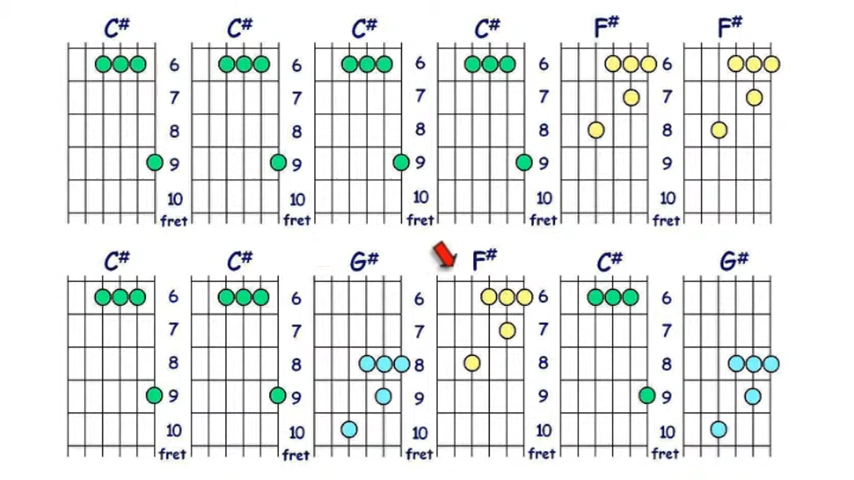 C# C# C# C# F# F#
6 6 6 6 6
7 7 7 7 7
8 8 8 8 8
9 9 9 9 9
10 10 10 10 10
fret fret fret fret fret
C# C# G# F# C# G#
6 6 6 6
7 7 7 7 7
8 8 8 8 8
9 9 9 9 9
10 10 10 10 10
fret fret fret fret fret